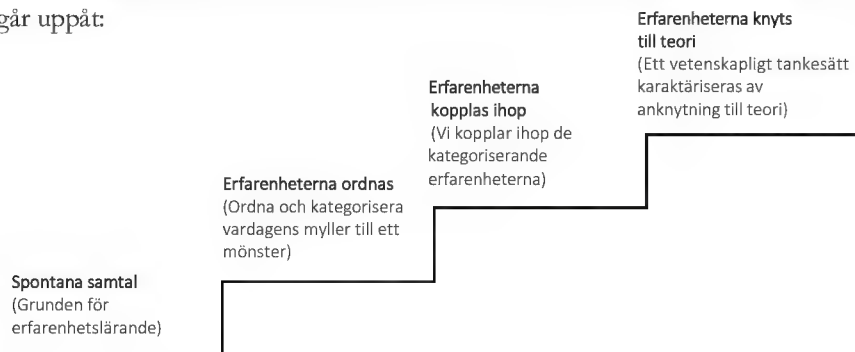 går uppåt:
Erfarenheterna knyts
till teori
(Ett vetenskapligt tankesätt
karaktäriseras av
anknytning till teori)
Erfarenheterna
kopplas ihop
(Vi kopplar ihop de
kategoriserande
erfarenheterna)
Erfarenheterna ordnas
(Ordna och kategorisera
vardagens myller till ett
mönster)
Spontana samtal
(Grunden för
erfarenhetslärande)